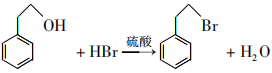 OH Br
+ HBr 硫酸 + H₂O